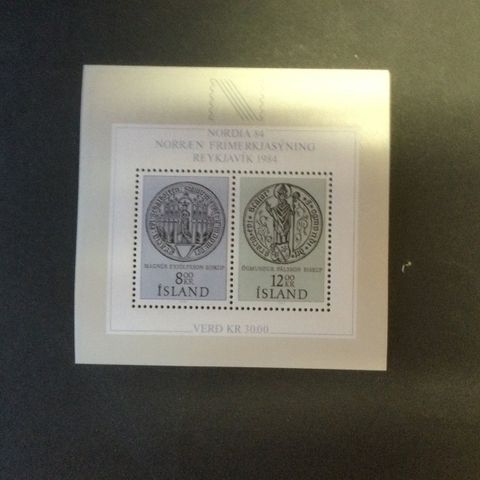 NORDIA 84
NORRÆN FRÍMERKJASÝNING
REYKJAVÍK 1984
MAGNÚS EYJÓLFSSON BISKUP
8.00 KR
ÍSLAND
ÖGMUNDUR PÁLSSON BISKUP
12.00 KR
ÍSLAND
VERÐ KR 30.00